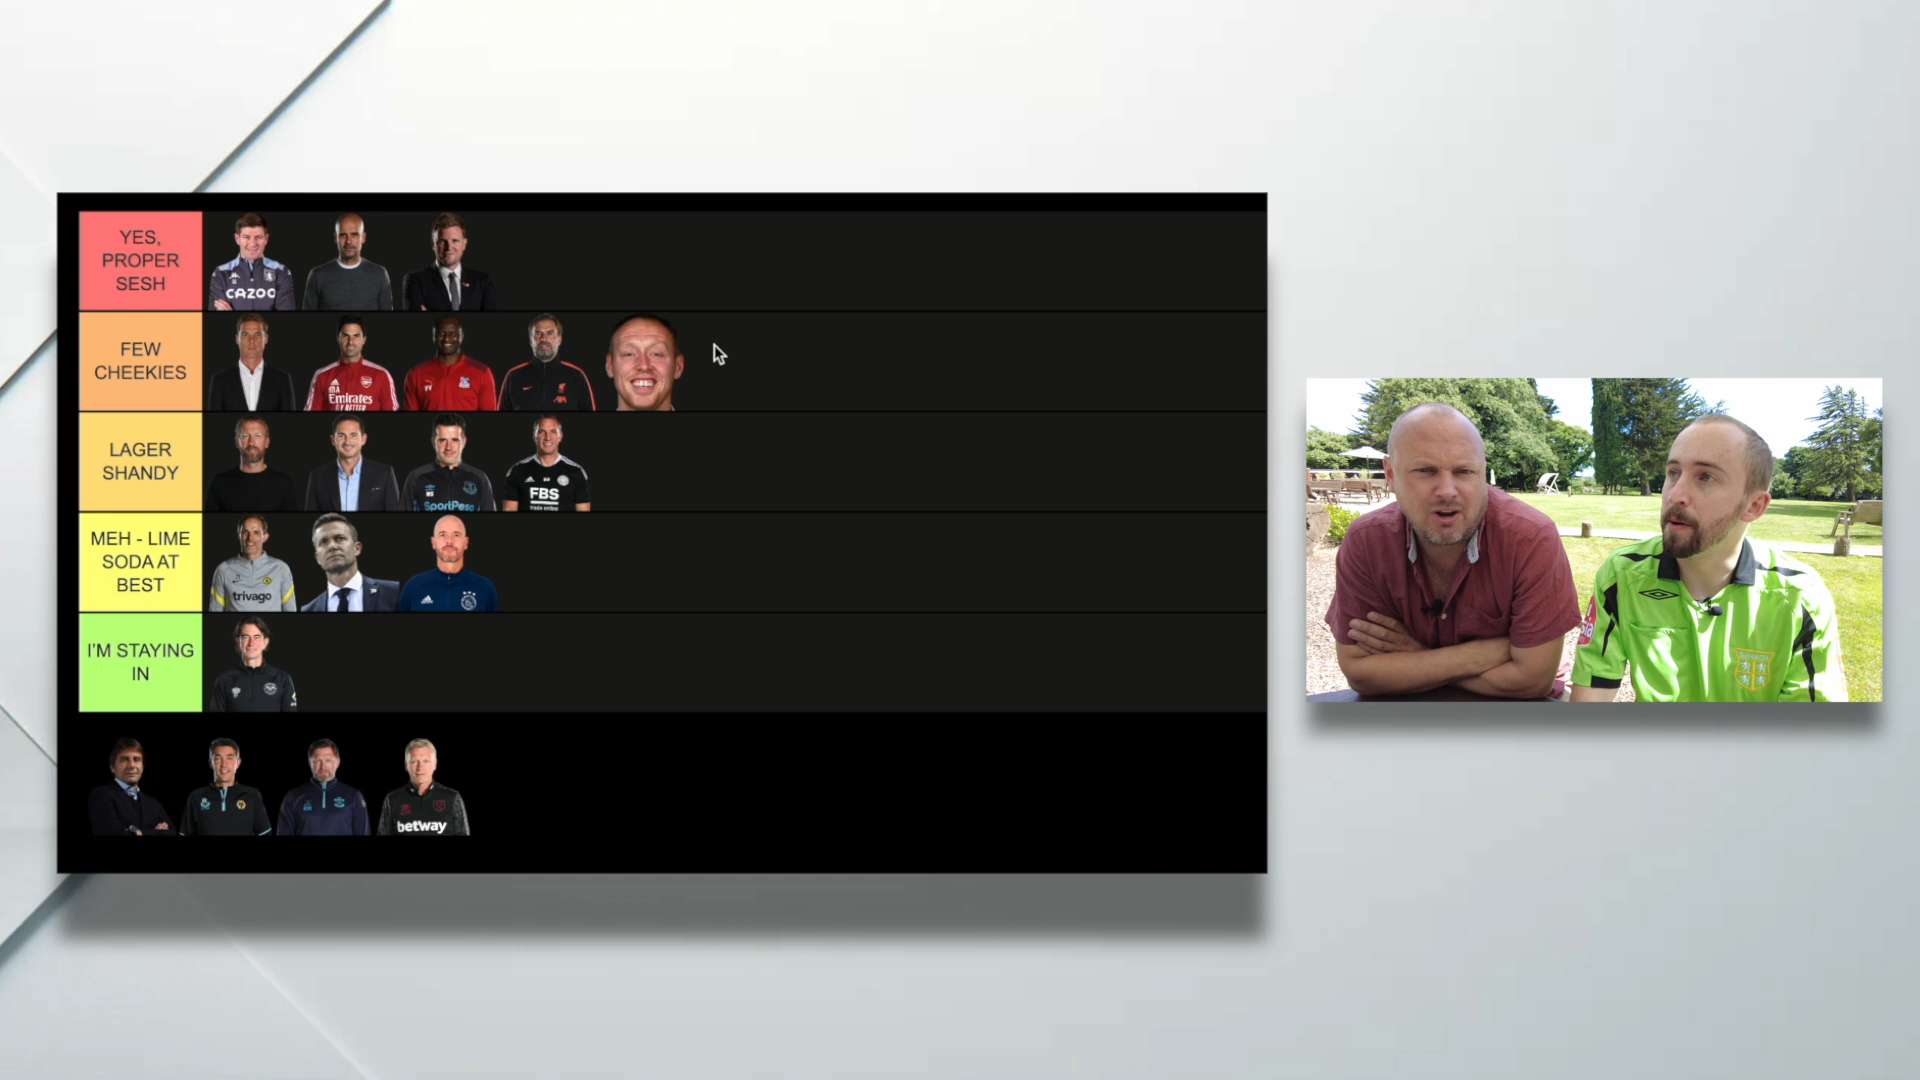 YES,
PROPER
SESH
CAZOO
FEW
CHEEKIES
Emirates
LAGER
SHANDY
SportPesa
FBS
MEH - LIME
SODA AT
BEST
trivago
I'M STAYING
IN
betway